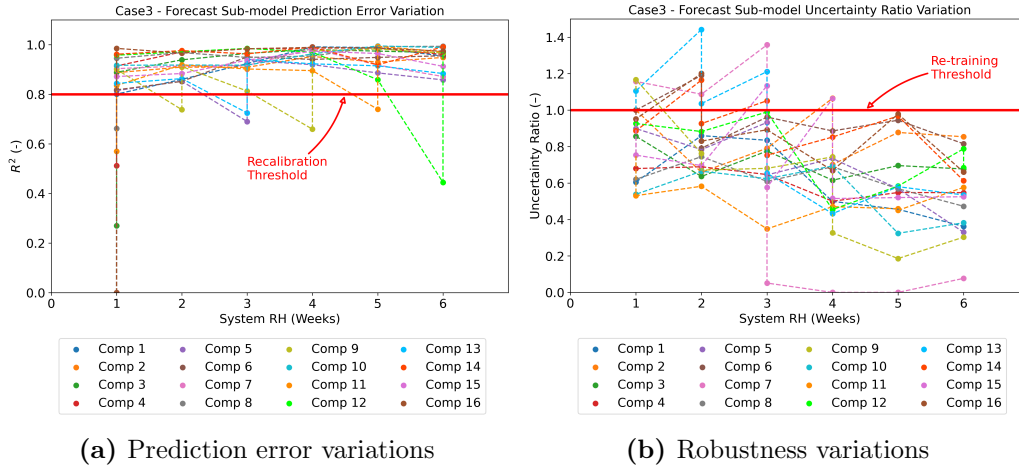 Case3 - Forecast Sub-model Prediction Error Variation
1.0
0.8
0.6
0.4
0.2
0.0
R² (–)
Recalibration
Threshold
0 1 2 3 4 5 6
System RH (Weeks)
Comp 1 Comp 5 Comp 9 Comp 13
Comp 2 Comp 6 Comp 10 Comp 14
Comp 3 Comp 7 Comp 11 Comp 15
Comp 4 Comp 8 Comp 12 Comp 16
(a) Prediction error variations
Case3 - Forecast Sub-model Uncertainty Ratio Variation
1.4
1.2
1.0
0.8
0.6
0.4
0.2
0.0
Uncertainty Ratio (–)
Re-training
Threshold
0 1 2 3 4 5 6
System RH (Weeks)
Comp 1 Comp 5 Comp 9 Comp 13
Comp 2 Comp 6 Comp 10 Comp 14
Comp 3 Comp 7 Comp 11 Comp 15
Comp 4 Comp 8 Comp 12 Comp 16
(b) Robustness variations